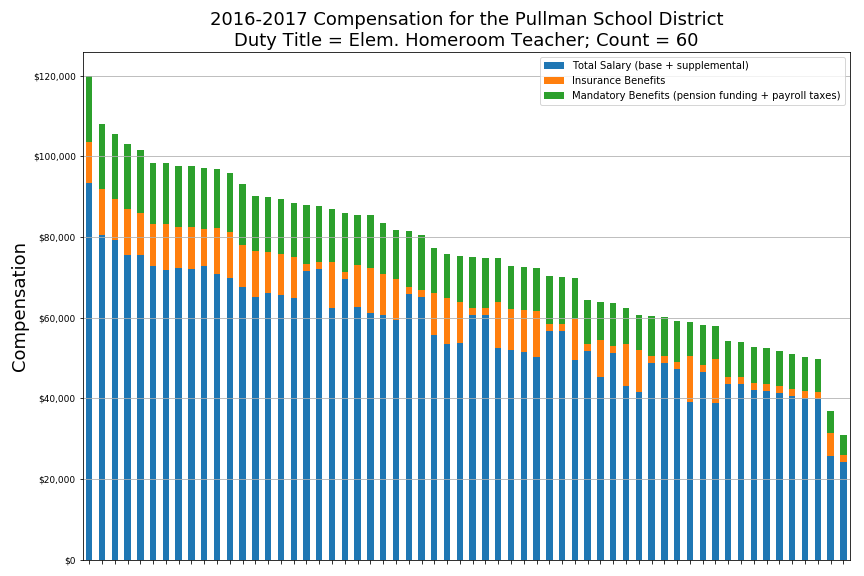 2016-2017 Compensation for the Pullman School District
Duty Title = Elem. Homeroom Teacher; Count = 60
Total Salary (base + supplemental)
Insurance Benefits
Mandatory Benefits (pension funding + payroll taxes)
Compensation
$120,000
$100,000
$80,000
$60,000
$40,000
$20,000
$0